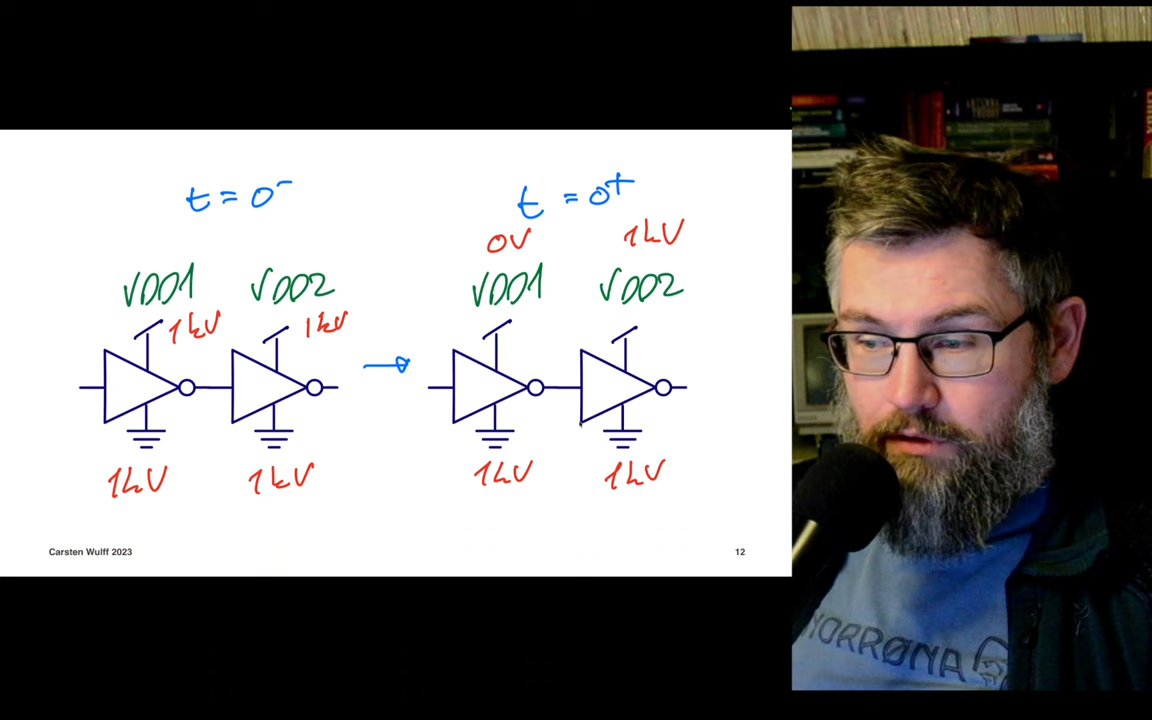 t = 0⁻
t = 0⁺
0V
1kV
VDD1
VDD2
VDD1
VDD2
1kV
1kV
1kV
1kV
1kV
1kV
Carsten Wulff 2023
12
NORRØNA